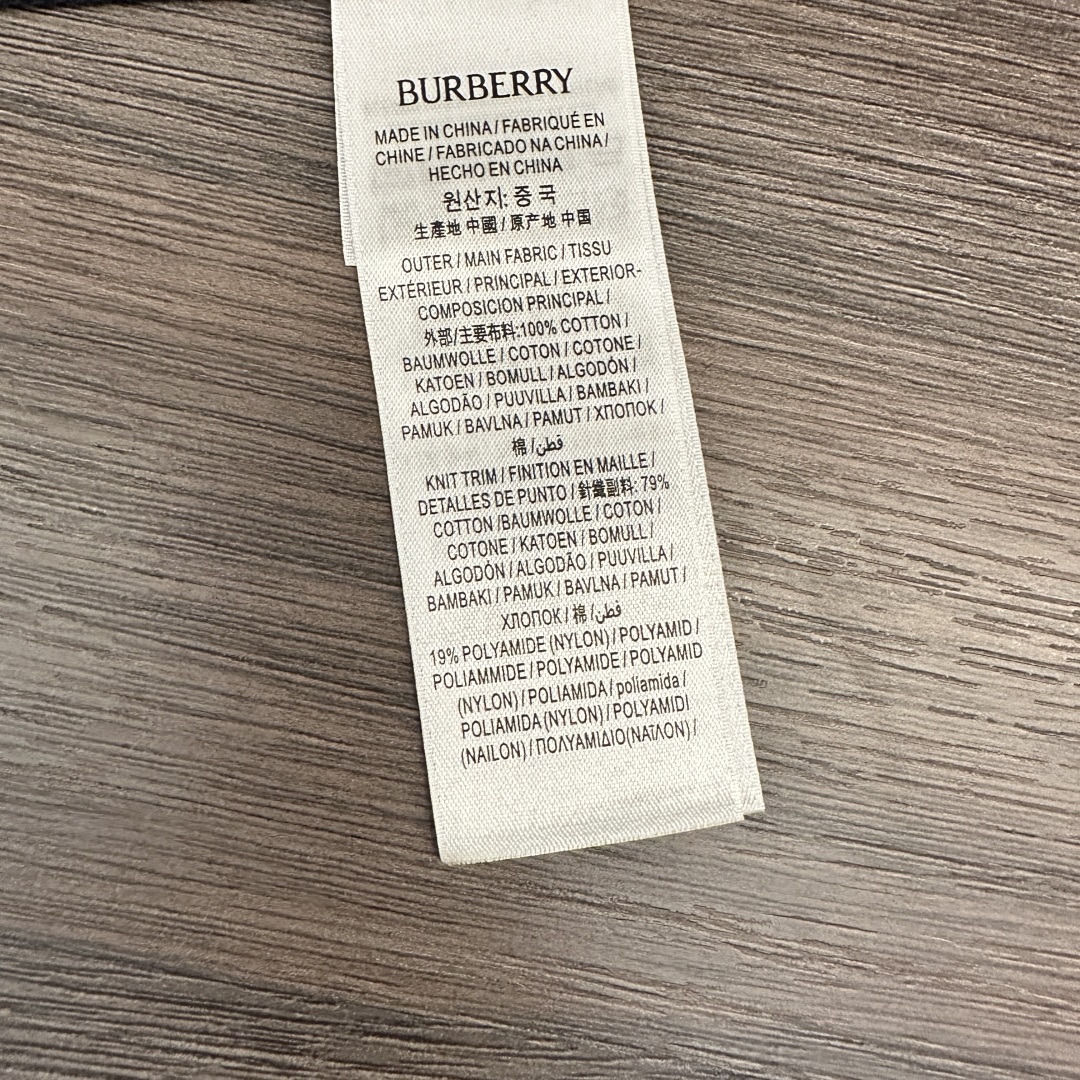 BURBERRY
MADE IN CHINA / FABRIQUÉ EN
CHINE / FABRICADO NA CHINA /
HECHO EN CHINA
원산지: 중국
生產地 中國 / 原产地 中国
OUTER / MAIN FABRIC / TISSU
EXTÉRIEUR / PRINCIPAL / EXTERIOR-
COMPOSICION PRINCIPAL /
外部/主要布料:100% COTTON /
BAUMWOLLE / COTON / COTONE /
KATOEN / BOMULL / ALGODÓN /
ALGODÃO / PUUVILLA / BAMBAKI /
PAMUK / BAVLNA / PAMUT / ХЛОПОК /
棉 / قطن
KNIT TRIM / FINITION EN MAILLE /
DETALLES DE PUNTO / 針織副料: 79%
COTTON /BAUMWOLLE / COTON /
COTONE / KATOEN / BOMULL /
ALGODÓN / ALGODÃO / PUUVILLA /
BAMBAKI / PAMUK / BAVLNA / PAMUT /
ХЛОПОК / 棉 / قطن
19% POLYAMIDE (NYLON) / POLYAMID /
POLIAMMIDE / POLYAMIDE / POLYAMID
(NYLON) / POLIAMIDA / poliamida /
POLIAMIDA (NYLON) / POLYAMIDI
(NAILON) / ΠΟΛΥΑΜΙΔΙΟ(ΝΑΪΛΟΝ) /